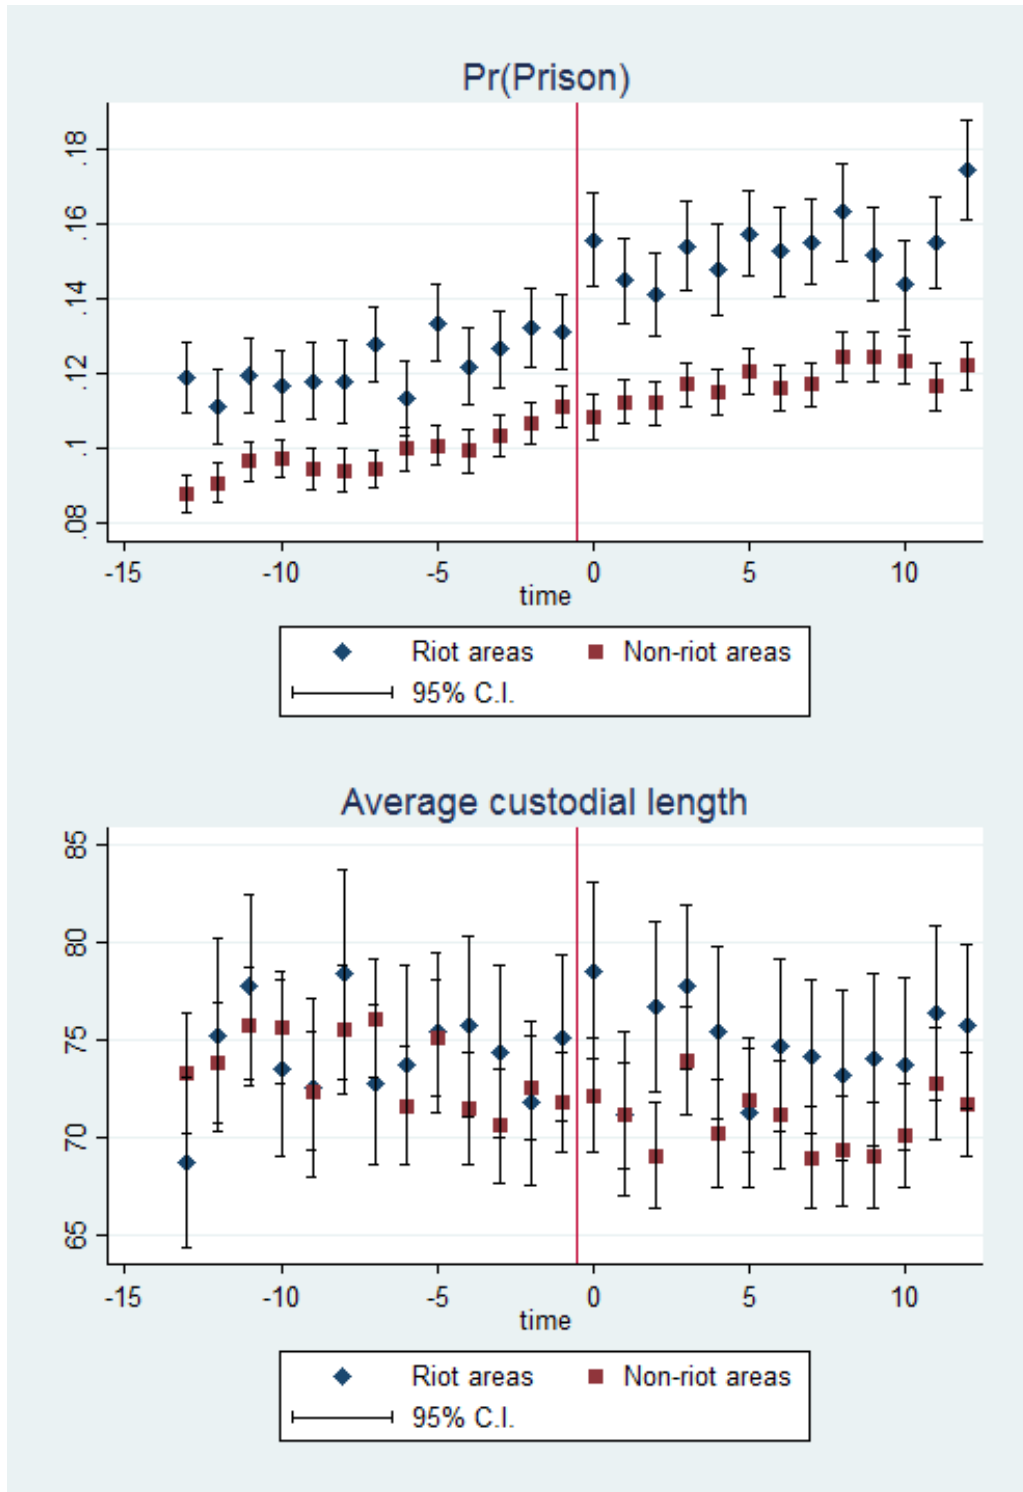 Pr(Prison)
.18
.16
.14
.12
.1
.08
-15 -10 -5 0 5 10
time
Riot areas Non-riot areas
95% C.I.
Average custodial length
85
80
75
70
65
-15 -10 -5 0 5 10
time
Riot areas Non-riot areas
95% C.I.